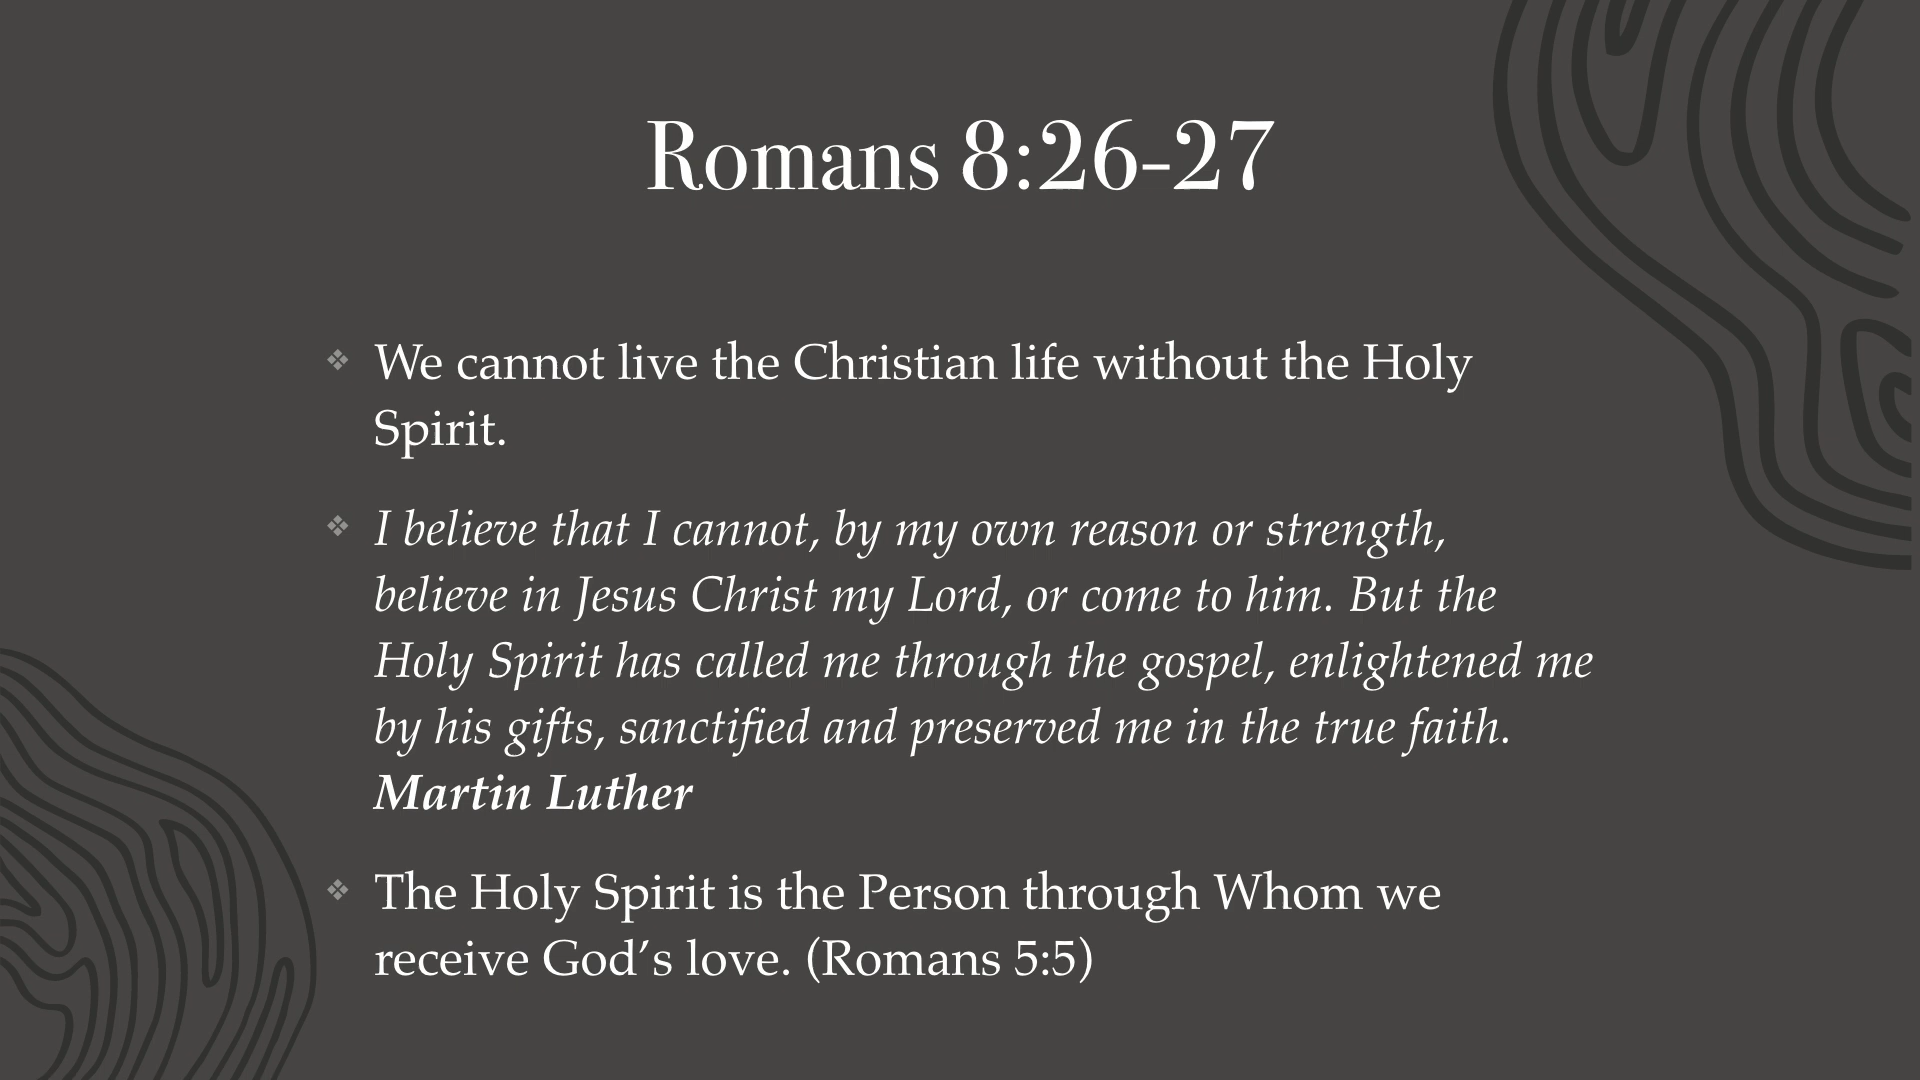 Romans 8:26-27
❖ We cannot live the Christian life without the Holy
Spirit.
❖ I believe that I cannot, by my own reason or strength,
believe in Jesus Christ my Lord, or come to him. But the
Holy Spirit has called me through the gospel, enlightened me
by his gifts, sanctified and preserved me in the true faith.
Martin Luther
❖ The Holy Spirit is the Person through Whom we
receive God’s love. (Romans 5:5)